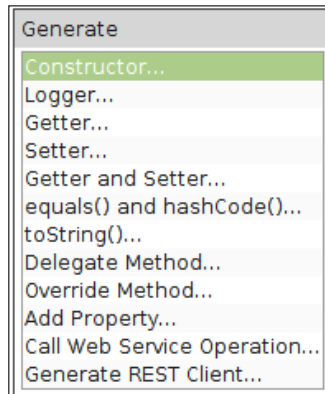 Generate
Constructor...
Logger...
Getter...
Setter...
Getter and Setter...
equals() and hashCode()...
toString()...
Delegate Method...
Override Method...
Add Property...
Call Web Service Operation...
Generate REST Client...